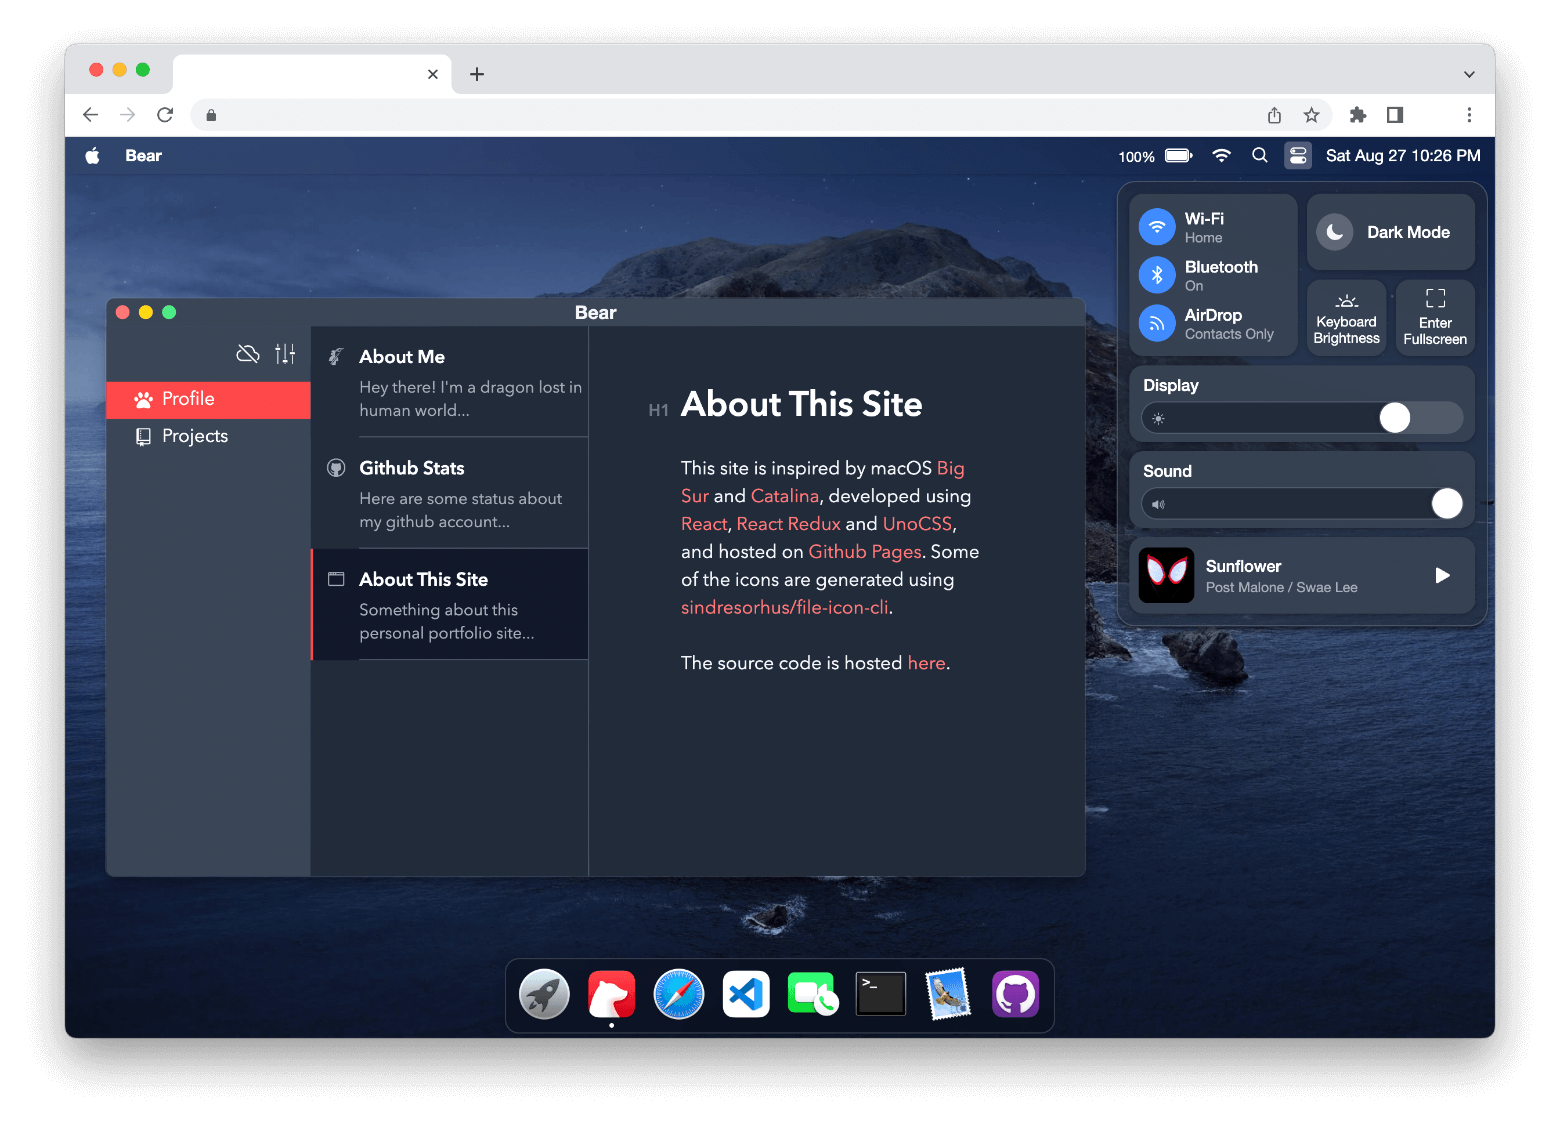 Bear
100%
Sat Aug 27 10:26 PM
Wi-Fi
Home
Bluetooth
On
AirDrop
Contacts Only
Dark Mode
Keyboard
Brightness
Enter
Fullscreen
Display
Sound
Sunflower
Post Malone / Swae Lee
Bear
Profile
Projects
About Me
Hey there! I'm a dragon lost in
human world...
Github Stats
Here are some status about
my github account...
About This Site
Something about this
personal portfolio site...
H1 About This Site
This site is inspired by macOS Big
Sur and Catalina, developed using
React, React Redux and UnoCSS,
and hosted on Github Pages. Some
of the icons are generated using
sindresorhus/file-icon-cli.
The source code is hosted here.
>_